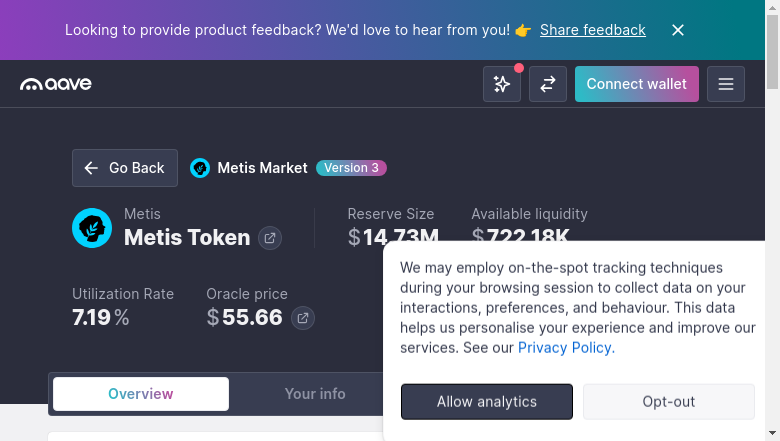 Looking to provide product feedback? We'd love to hear from you! 👉 Share feedback
aave
Connect wallet
Go Back
Metis Market
Version 3
Metis
Metis Token
Reserve Size
$14.73M
Available liquidity
$722.18K
Utilization Rate
7.19%
Oracle price
$55.66
We may employ on-the-spot tracking techniques
during your browsing session to collect data on your
interactions, preferences, and behaviour. This data
helps us personalise your experience and improve our
services. See our Privacy Policy.
Allow analytics
Opt-out
Overview
Your info